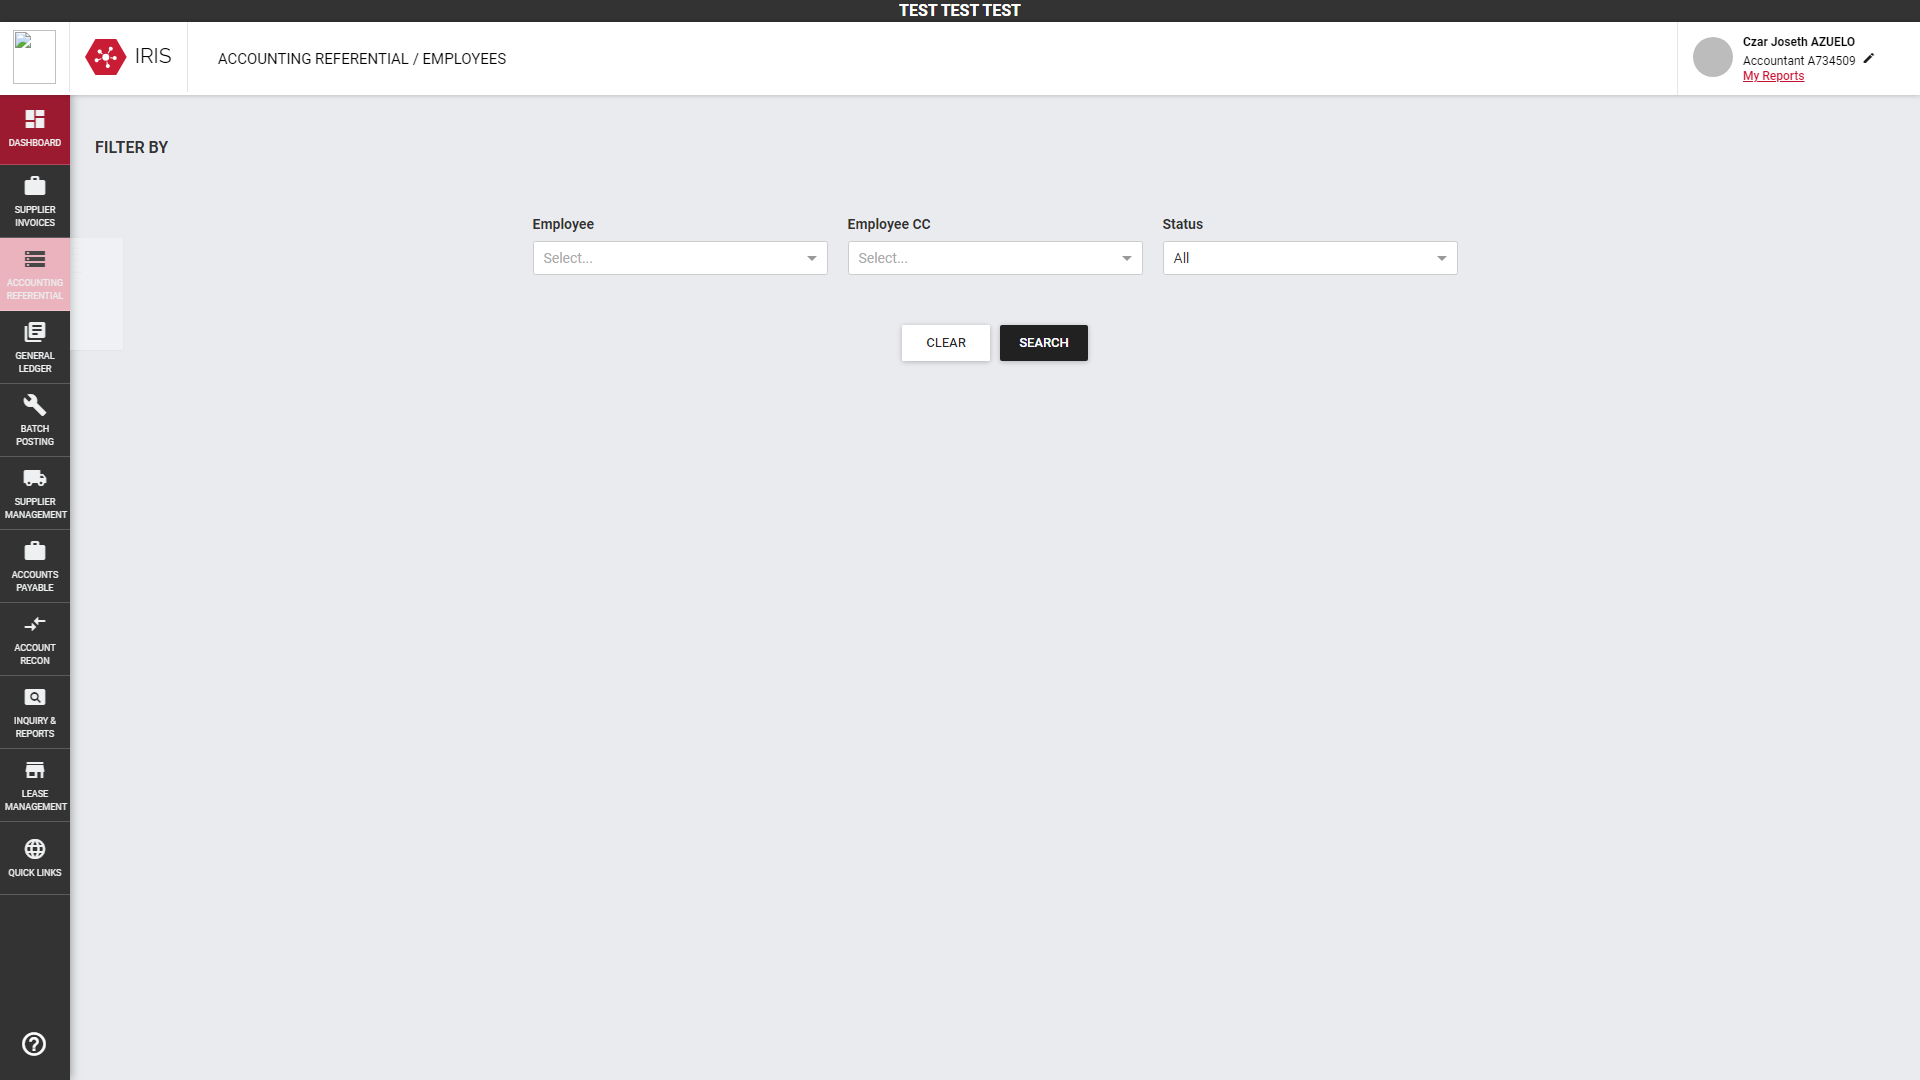 TEST TEST TEST
IRIS
ACCOUNTING REFERENTIAL / EMPLOYEES
Czar Joseth AZUELO
Accountant A734509
My Reports
DASHBOARD
SUPPLIER
INVOICES
ACCOUNTING
REFERENTIAL
GENERAL
LEDGER
BATCH
POSTING
SUPPLIER
MANAGEMENT
ACCOUNTS
PAYABLE
ACCOUNT
RECON
INQUIRY &
REPORTS
LEASE
MANAGEMENT
QUICK LINKS
FILTER BY
Employee
Select...
Employee CC
Select...
Status
All
CLEAR
SEARCH